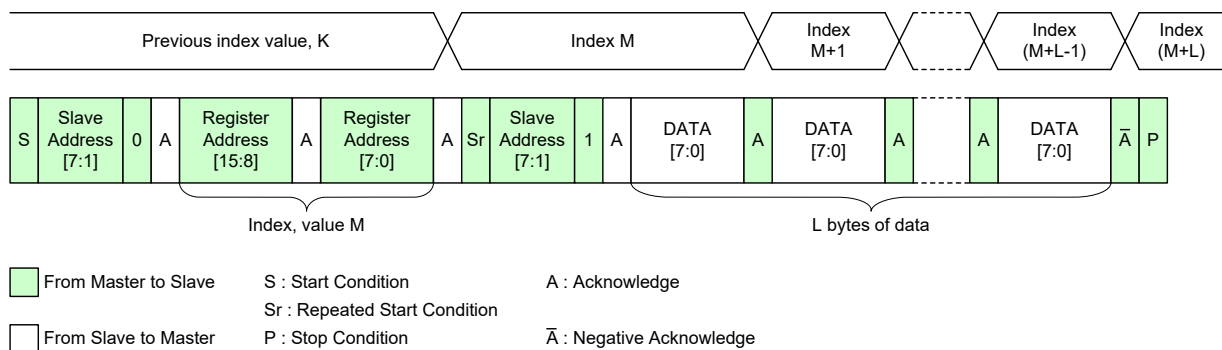 Previous index value, K
Index M
Index
M+1
Index
(M+L-1)
Index
(M+L)
S
Slave
Address
[7:1]
0
A
Register
Address
[15:8]
A
Register
Address
[7:0]
A
Sr
Slave
Address
[7:1]
1
A
DATA
[7:0]
A
DATA
[7:0]
A
A
DATA
[7:0]
A̅
P
Index, value M
L bytes of data
From Master to Slave
S : Start Condition
A : Acknowledge
Sr : Repeated Start Condition
From Slave to Master
P : Stop Condition
A̅ : Negative Acknowledge